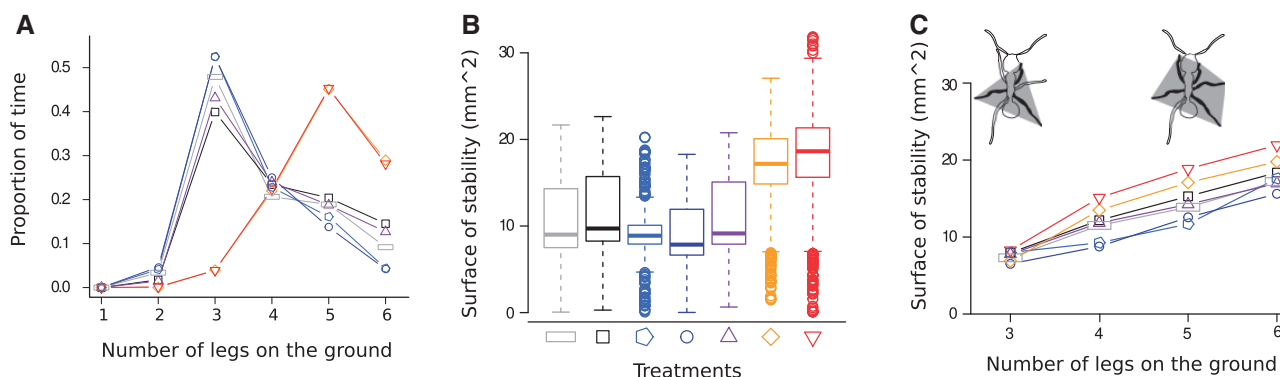 A
Proportion of time
0.5
0.4
0.3
0.2
0.1
0.0
1 2 3 4 5 6
Number of legs on the ground
B
Surface of stability (mm^2)
30
20
10
0
Treatments
C
Surface of stability (mm^2)
30
20
10
0
3 4 5 6
Number of legs on the ground